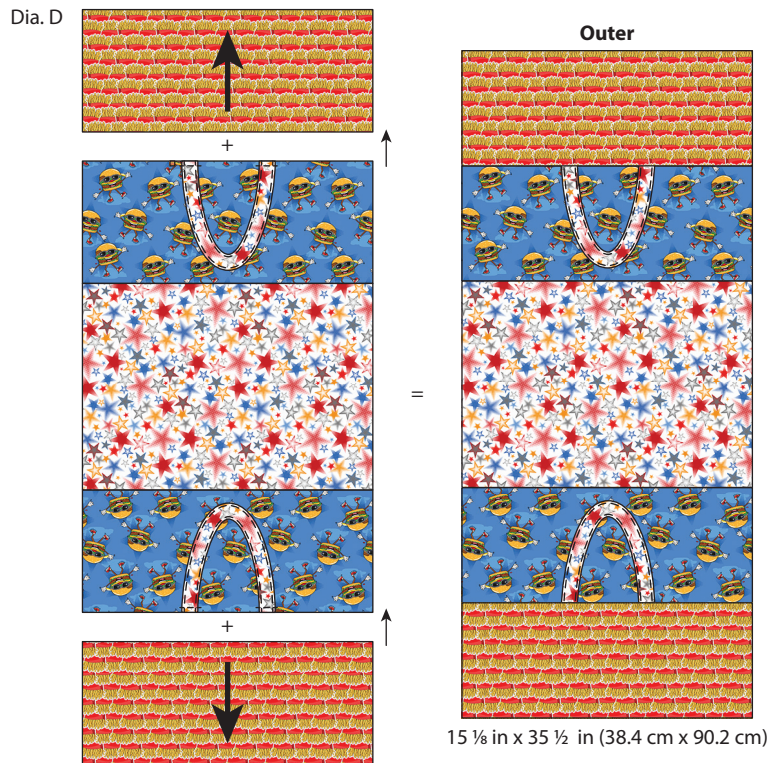 Dia. D
Outer
+
=
+
15 ⅛ in x 35 ½ in (38.4 cm x 90.2 cm)